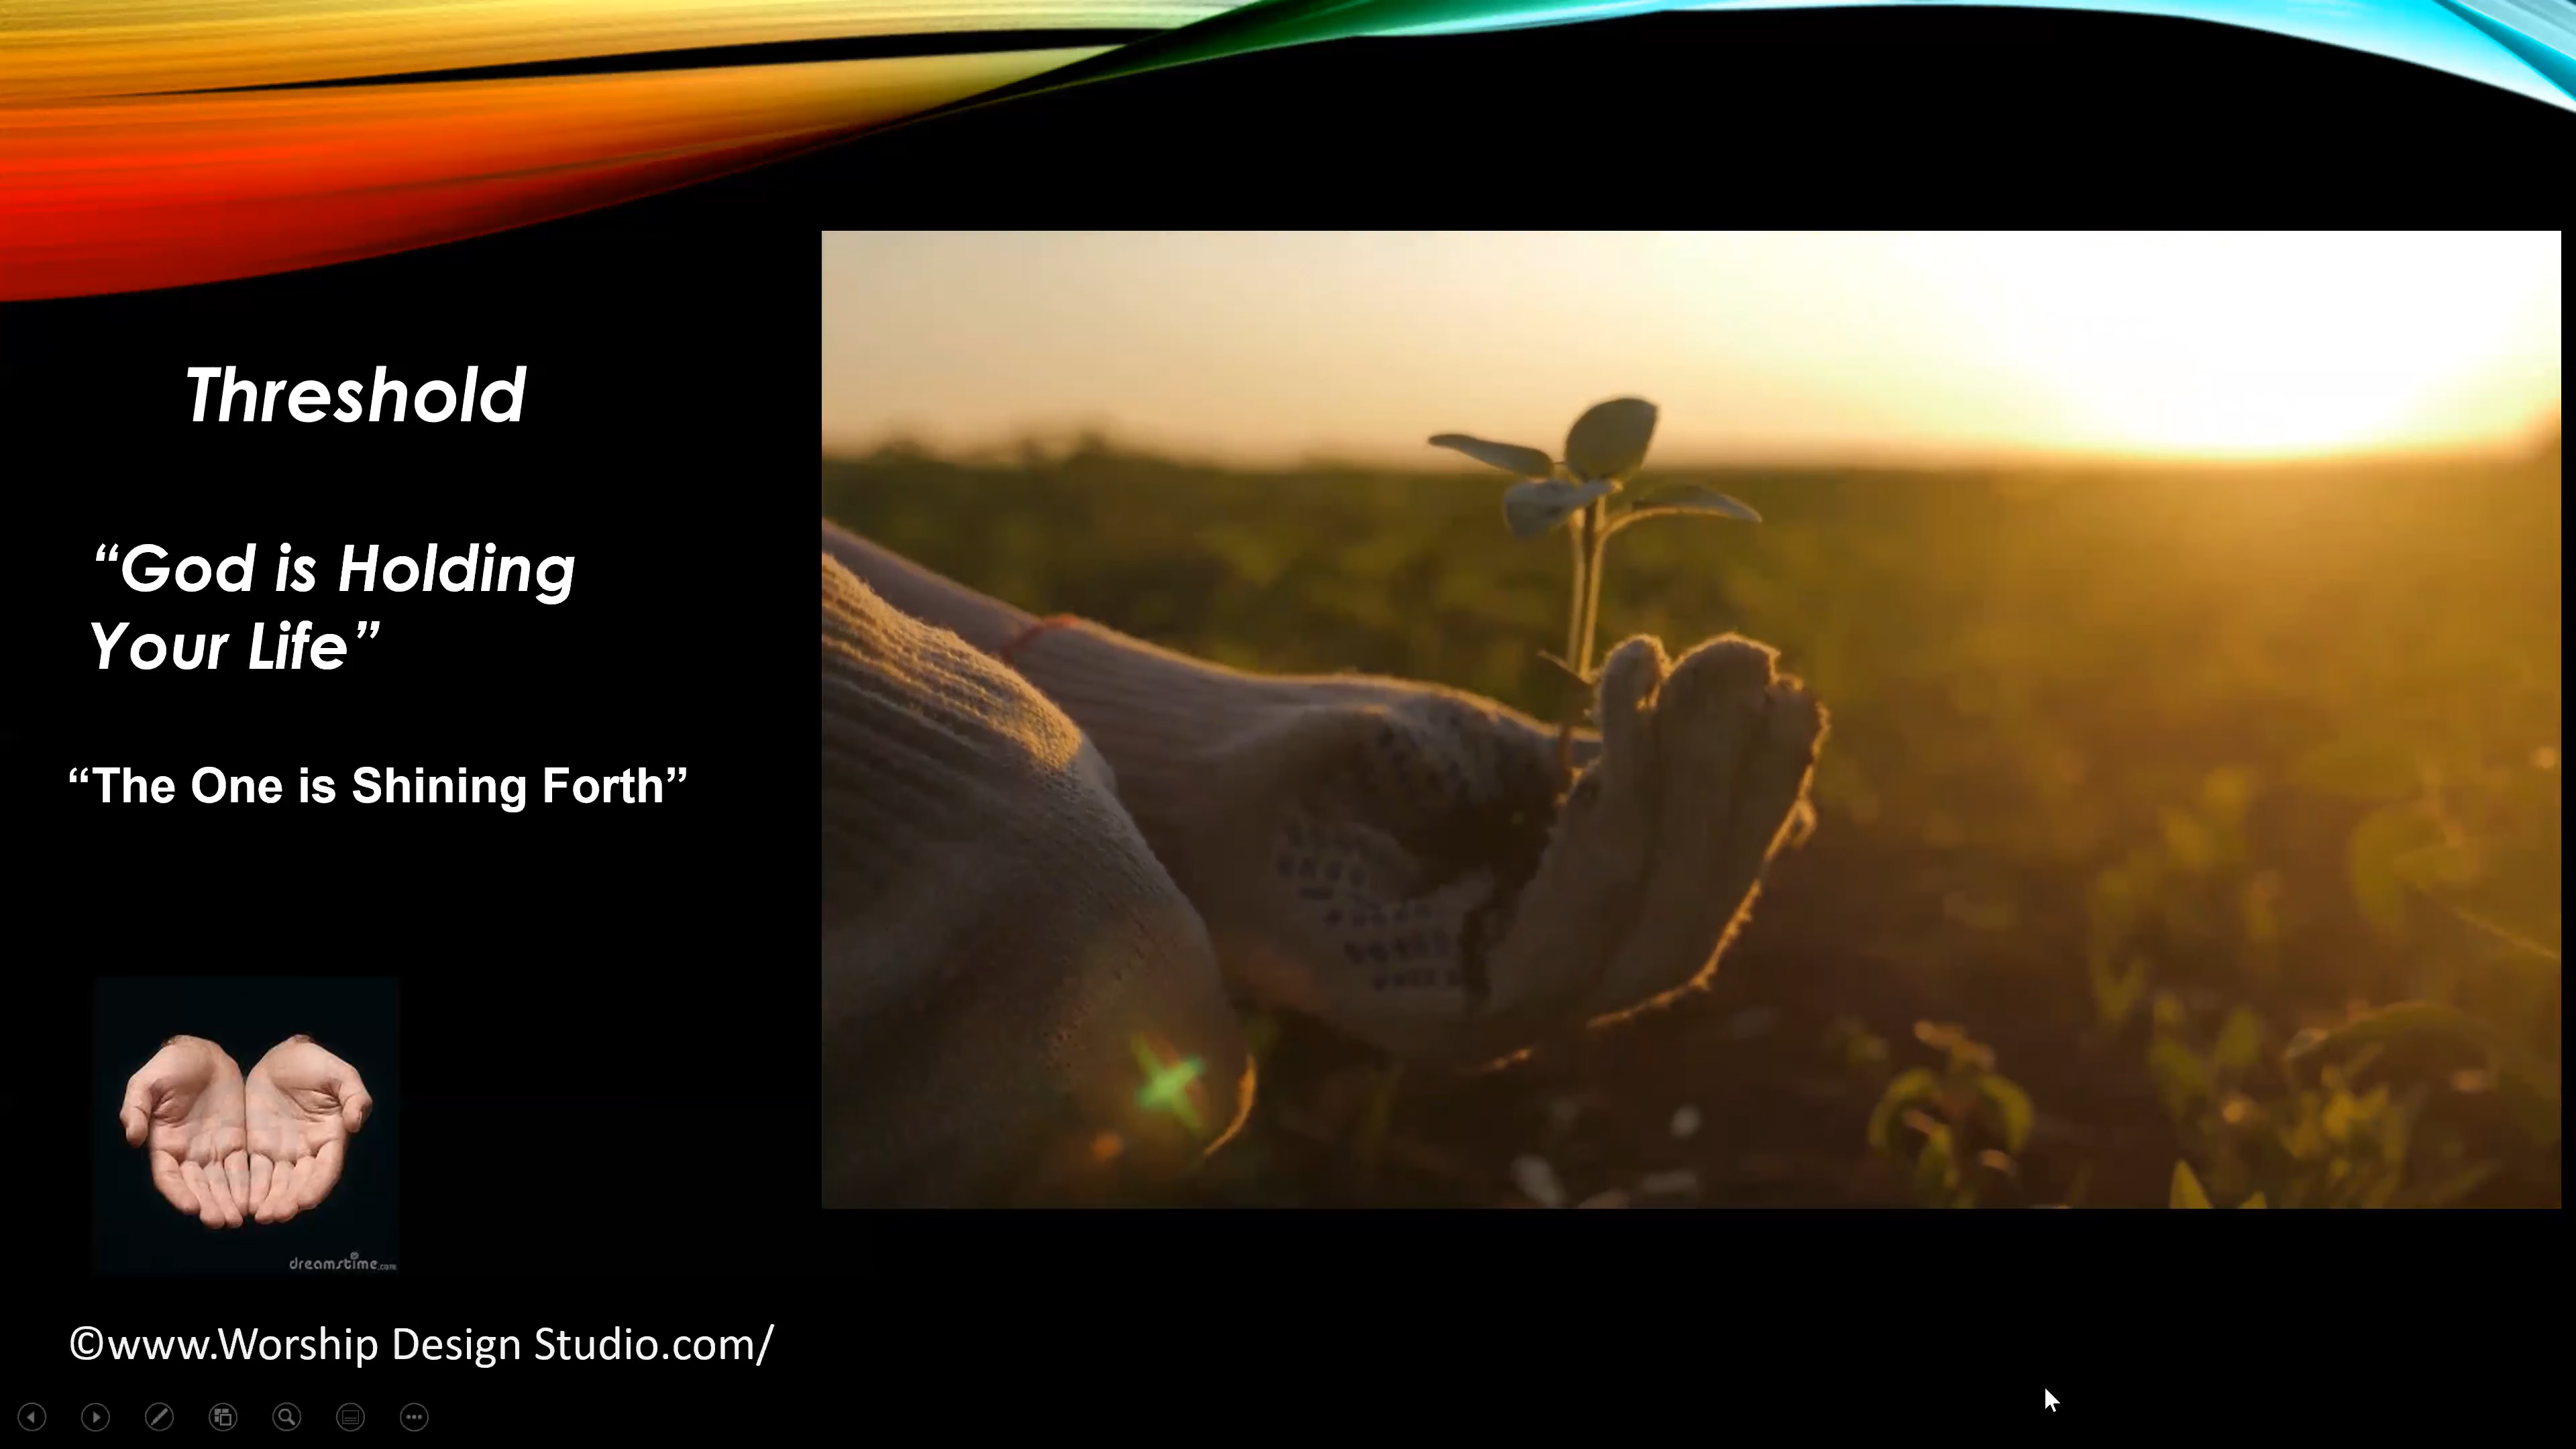 Threshold
“God is Holding
Your Life”
“The One is Shining Forth”
dreamstime.com
©www.Worship Design Studio.com/